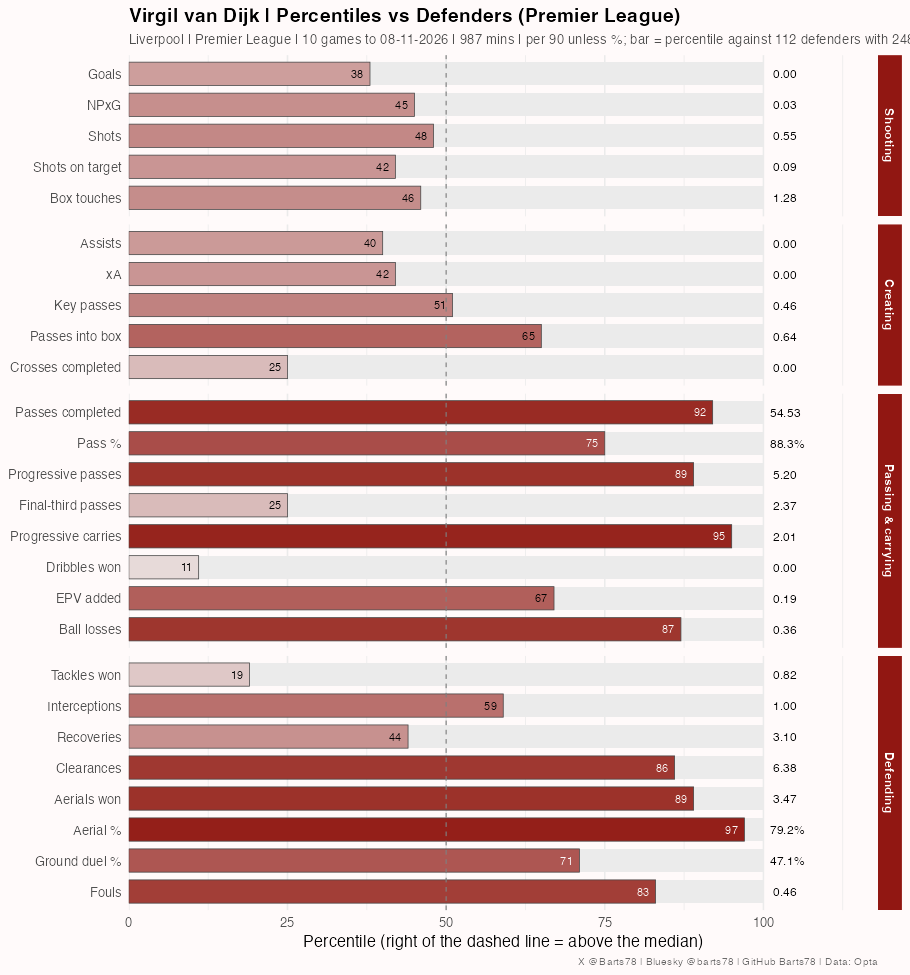 Virgil van Dijk | Percentiles vs Defenders (Premier League)
Liverpool | Premier League | 10 games to 08-11-2026 | 987 mins | per 90 unless %; bar = percentile against 112 defenders with 248
Goals 38 0.00
NPxG 45 0.03
Shots 48 0.55
Shots on target 42 0.09
Box touches 46 1.28
Shooting
Assists 40 0.00
xA 42 0.00
Key passes 51 0.46
Passes into box 65 0.64
Crosses completed 25 0.00
Creating
Passes completed 92 54.53
Pass % 75 88.3%
Progressive passes 89 5.20
Final-third passes 25 2.37
Progressive carries 95 2.01
Dribbles won 11 0.00
EPV added 67 0.19
Ball losses 87 0.36
Passing & carrying
Tackles won 19 0.82
Interceptions 59 1.00
Recoveries 44 3.10
Clearances 86 6.38
Aerials won 89 3.47
Aerial % 97 79.2%
Ground duel % 71 47.1%
Fouls 83 0.46
Defending
0 25 50 75 100
Percentile (right of the dashed line = above the median)
X @Barts78 | Bluesky @barts78 | GitHub Barts78 | Data: Opta